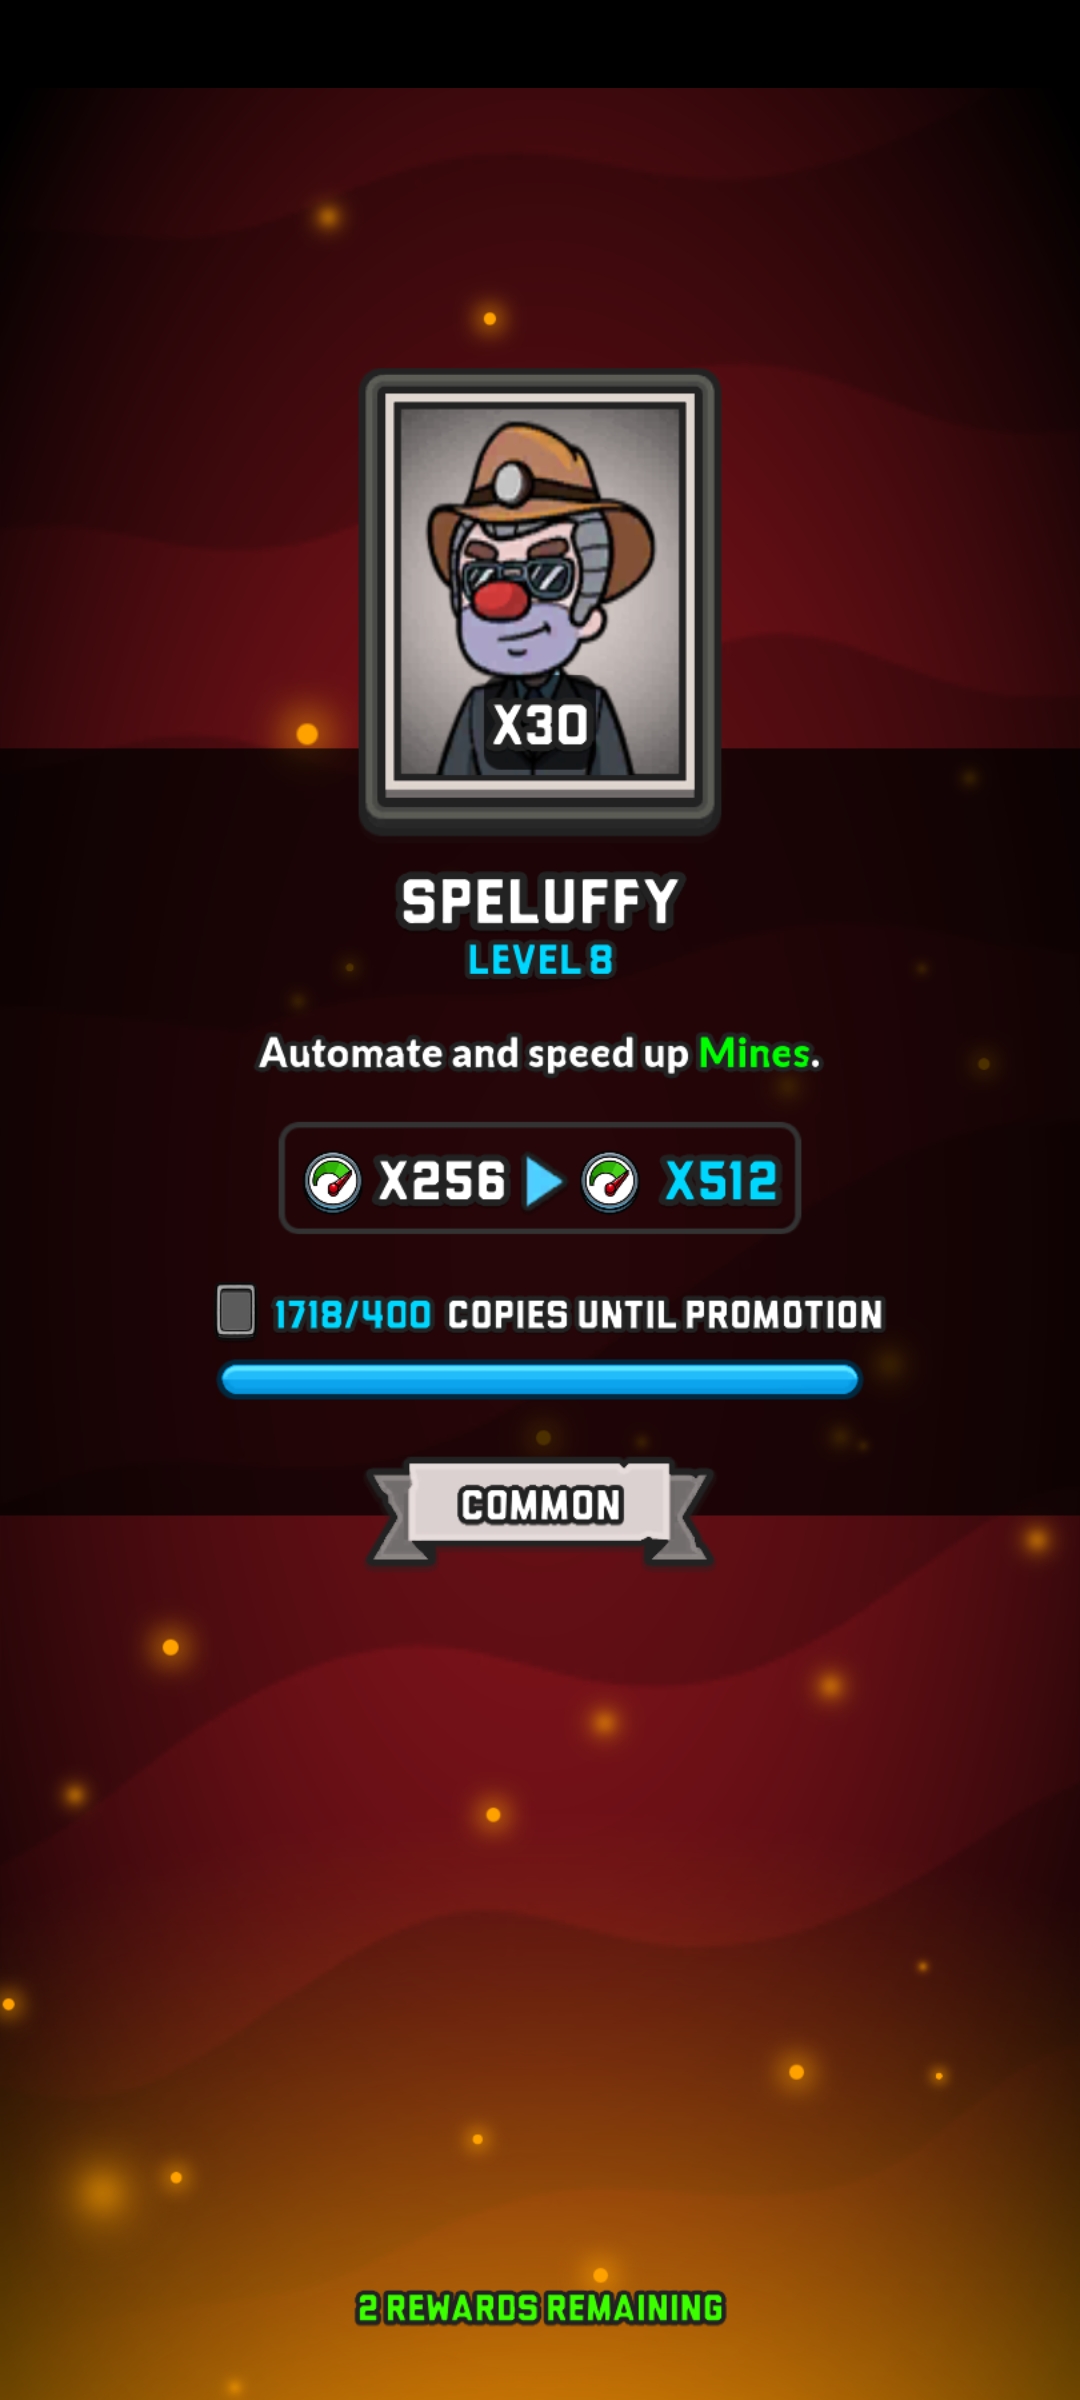 X30
SPELUFFY
LEVEL 8
Automate and speed up Mines.
X256 X512
1718/400 COPIES UNTIL PROMOTION
COMMON
2 REWARDS REMAINING